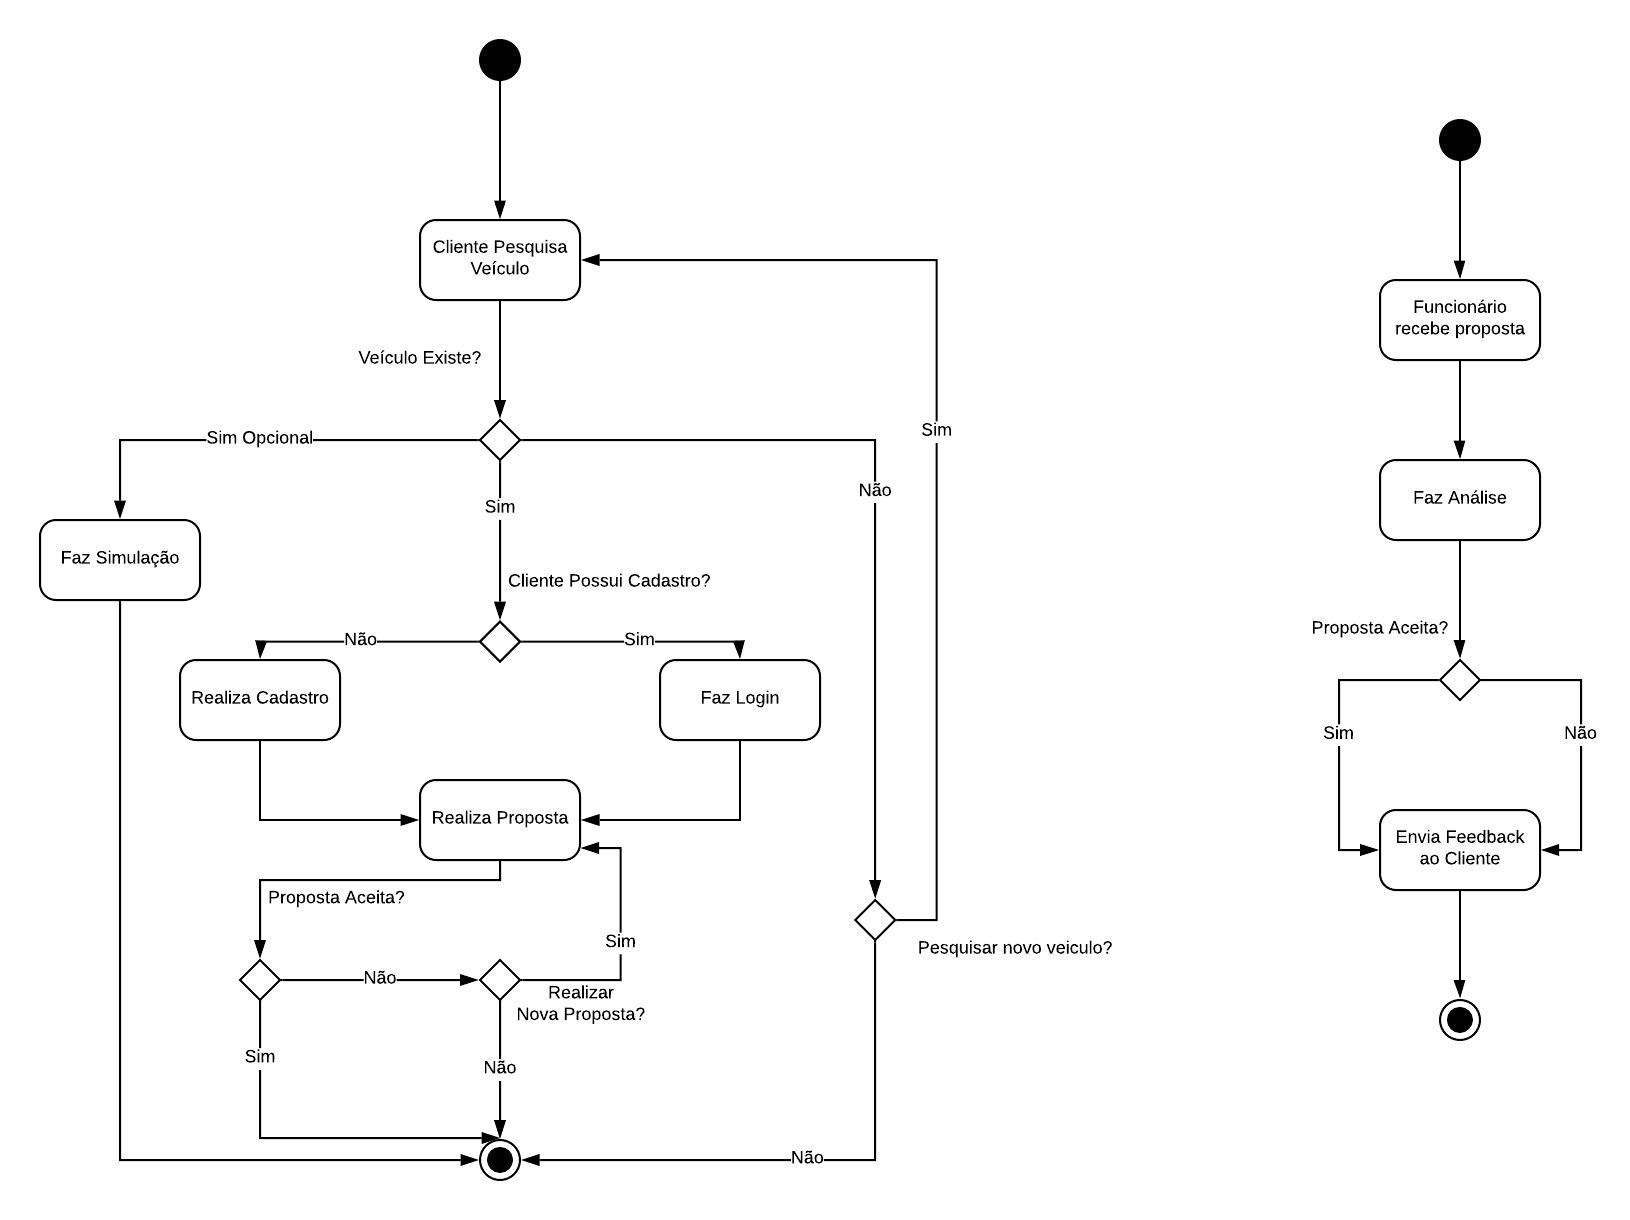 Cliente Pesquisa
Veículo
Veículo Existe?
Sim Opcional
Sim
Não
Sim
Faz Simulação
Cliente Possui Cadastro?
Não
Sim
Realiza Cadastro
Faz Login
Realiza Proposta
Proposta Aceita?
Não
Sim
Realizar
Nova Proposta?
Pesquisar novo veiculo?
Sim
Não
Não
Funcionário
recebe proposta
Faz Análise
Proposta Aceita?
Sim
Não
Envia Feedback
ao Cliente